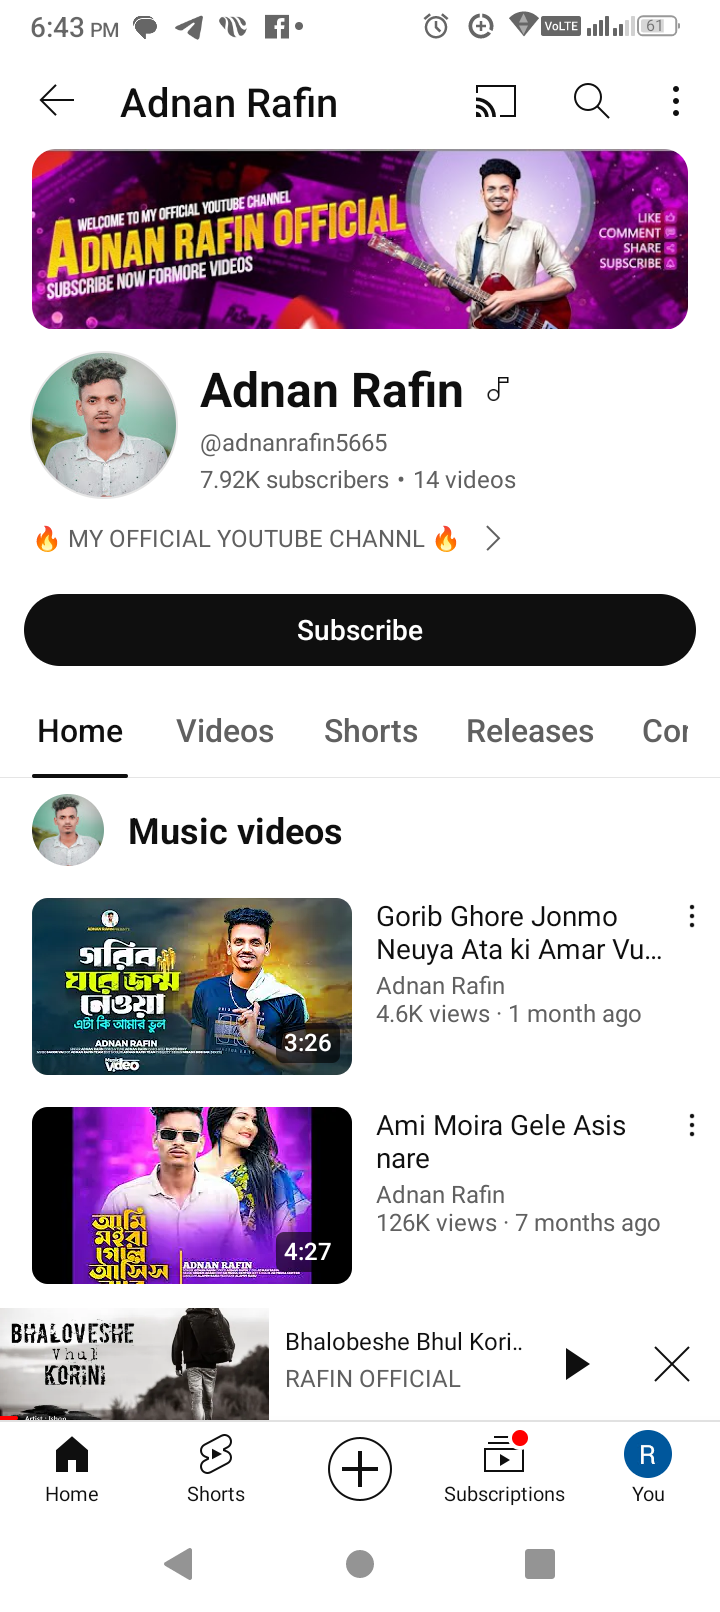 6:43 PM
VoLTE
61
Adnan Rafin
WELCOME TO MY OFFICIAL YOUTUBE CHANNEL
ADNAN RAFIN OFFICIAL
SUBSCRIBE NOW FORMORE VIDEOS
LIKE
COMMENT
SHARE
SUBSCRIBE
Adnan Rafin
@adnanrafin5665
7.92K subscribers • 14 videos
🔥 MY OFFICIAL YOUTUBE CHANNL 🔥
Subscribe
Home Videos Shorts Releases Cor
Music videos
গরিব
ঘরে জন্ম
নেওয়া
এটা কি আমার ভুল
ADNAN RAFIN
Music
Video
3:26
Gorib Ghore Jonmo
Neuya Ata ki Amar Vu...
Adnan Rafin
4.6K views · 1 month ago
আমি
মইরা
গেলে
আসিস
নারে
ADNAN RAFIN
4:27
Ami Moira Gele Asis
nare
Adnan Rafin
126K views · 7 months ago
BHALOVESHE
Vhul
KORINI
Artist : Ishan
Bhalobeshe Bhul Kori..
RAFIN OFFICIAL
Home
Shorts
Subscriptions
R
You